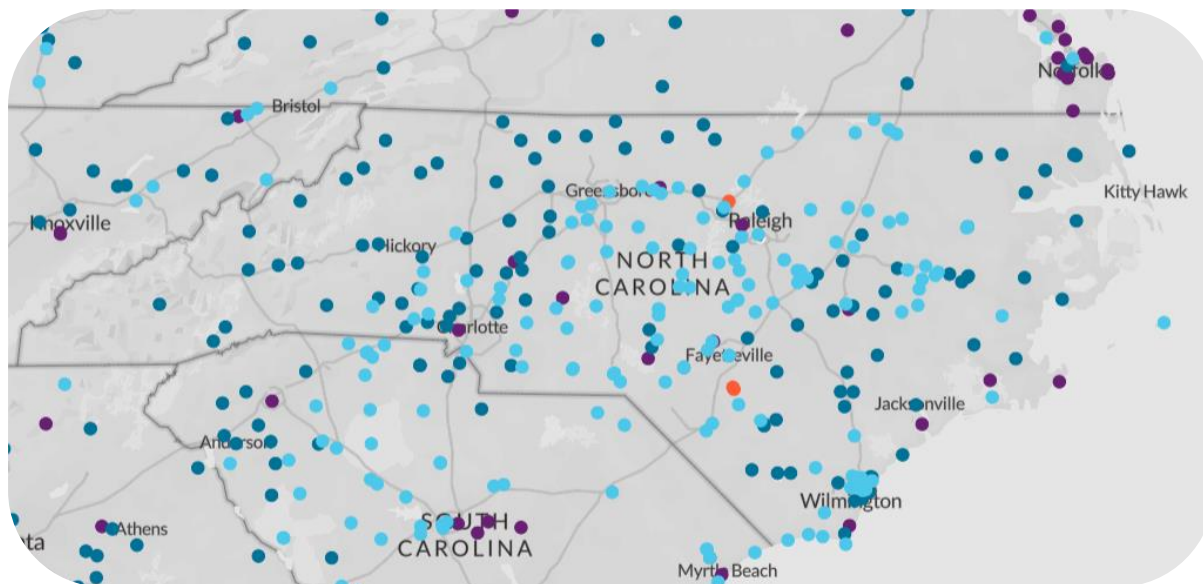 Norfolk
Bristol
Greensboro
Kitty Hawk
Knoxville
Raleigh
Hickory
NORTH
CAROLINA
Charlotte
Fayetteville
Jacksonville
Anderson
Wilmington
SOUTH
CAROLINA
Athens
ta
Myrtle Beach